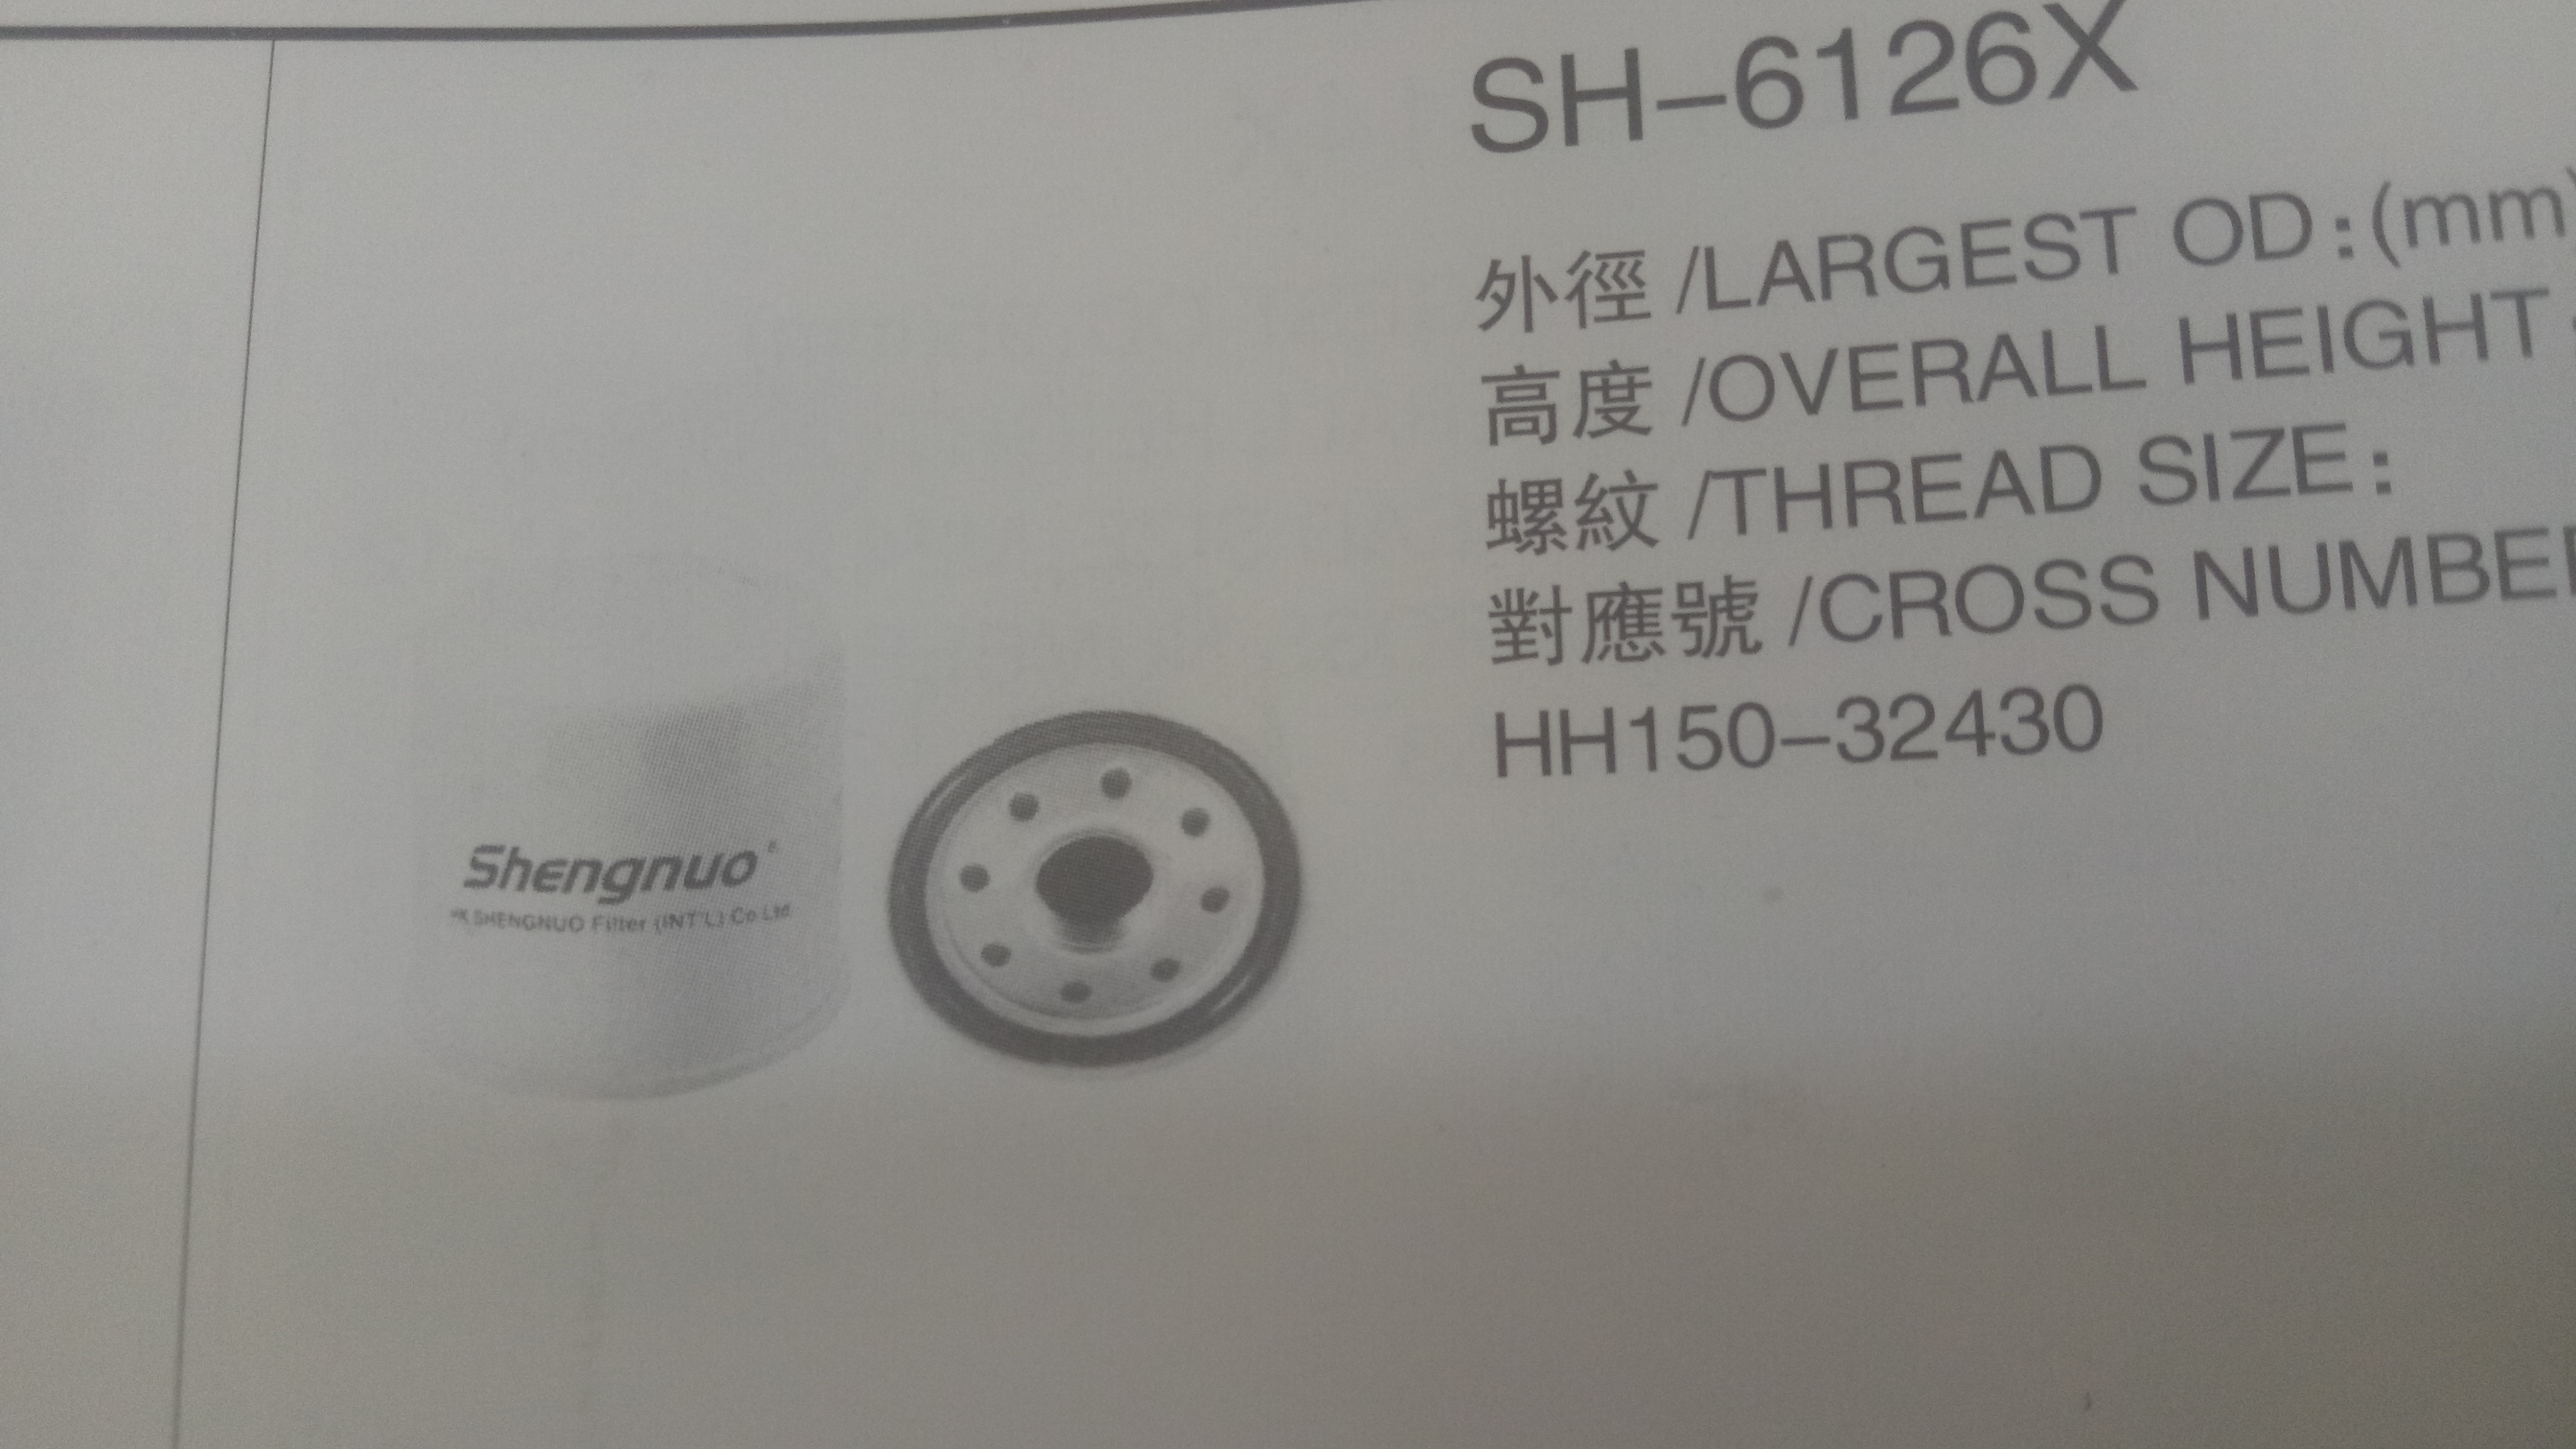 SH-6126X
外徑 /LARGEST OD:(mm)
高度 /OVERALL HEIGHT
螺紋 /THREAD SIZE:
對應號 /CROSS NUMBE
HH150-32430
Shengnuo
SHENGNUO Filter (INT'L) Co Ltd